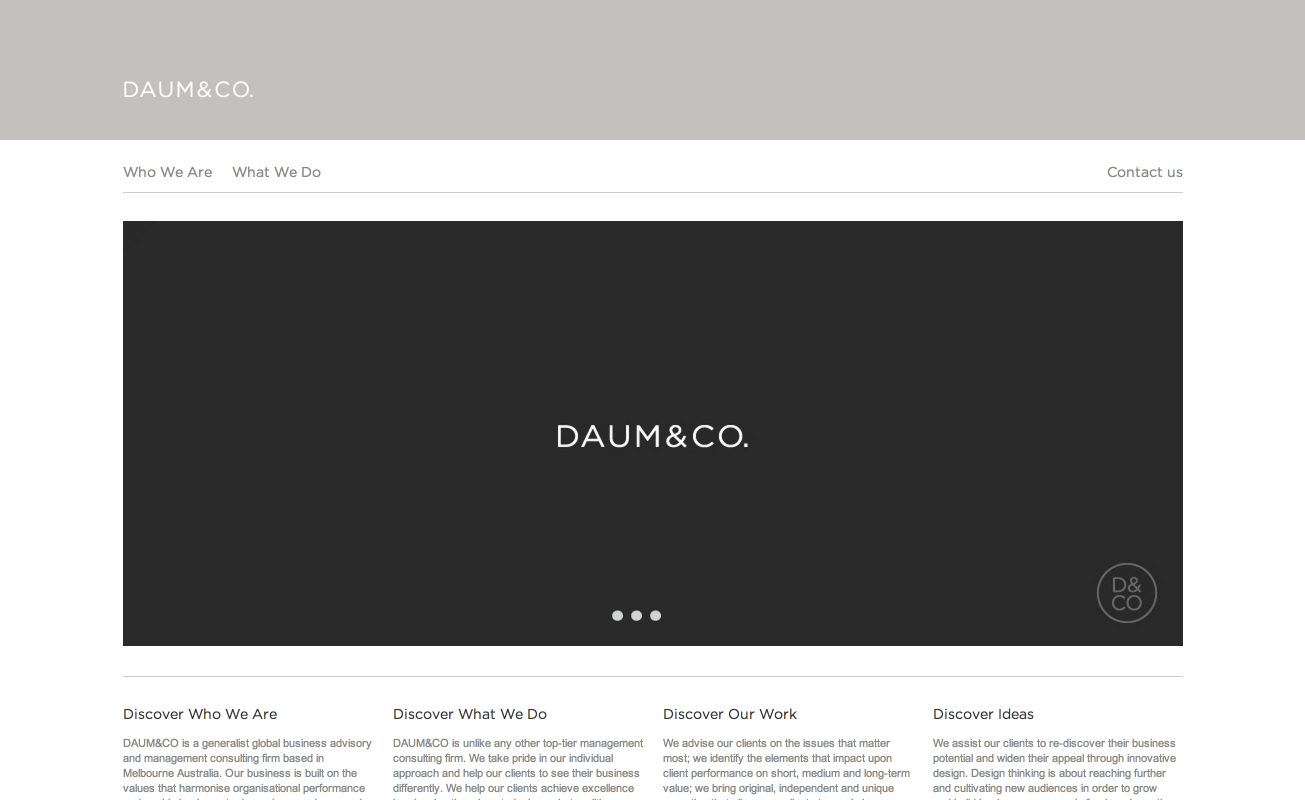 DAUM&CO.
Who We Are What We Do Contact us
DAUM&CO.
D&
CO
Discover Who We Are
DAUM&CO is a generalist global business advisory
and management consulting firm based in
Melbourne Australia. Our business is built on the
values that harmonise organisational performance
Discover What We Do
DAUM&CO is unlike any other top-tier management
consulting firm. We take pride in our individual
approach and help our clients to see their business
differently. We help our clients achieve excellence
Discover Our Work
We advise our clients on the issues that matter
most; we identify the elements that impact upon
client performance on short, medium and long-term
value; we bring original, independent and unique
Discover Ideas
We assist our clients to re-discover their business
potential and widen their appeal through innovative
design. Design thinking is about reaching further
and cultivating new audiences in order to grow